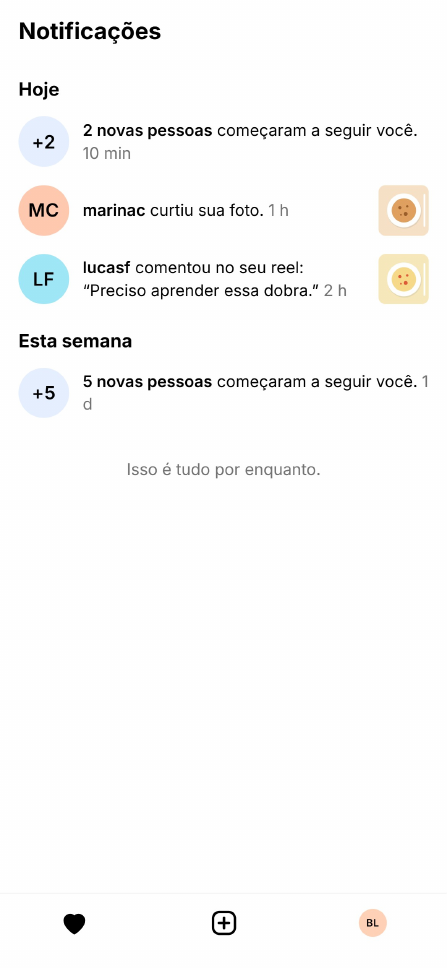 Notificações
Hoje
+2
2 novas pessoas começaram a seguir você.
10 min
MC
marinac curtiu sua foto. 1 h
LF
lucasf comentou no seu reel:
“Preciso aprender essa dobra.” 2 h
Esta semana
+5
5 novas pessoas começaram a seguir você. 1
d
Isso é tudo por enquanto.
BL